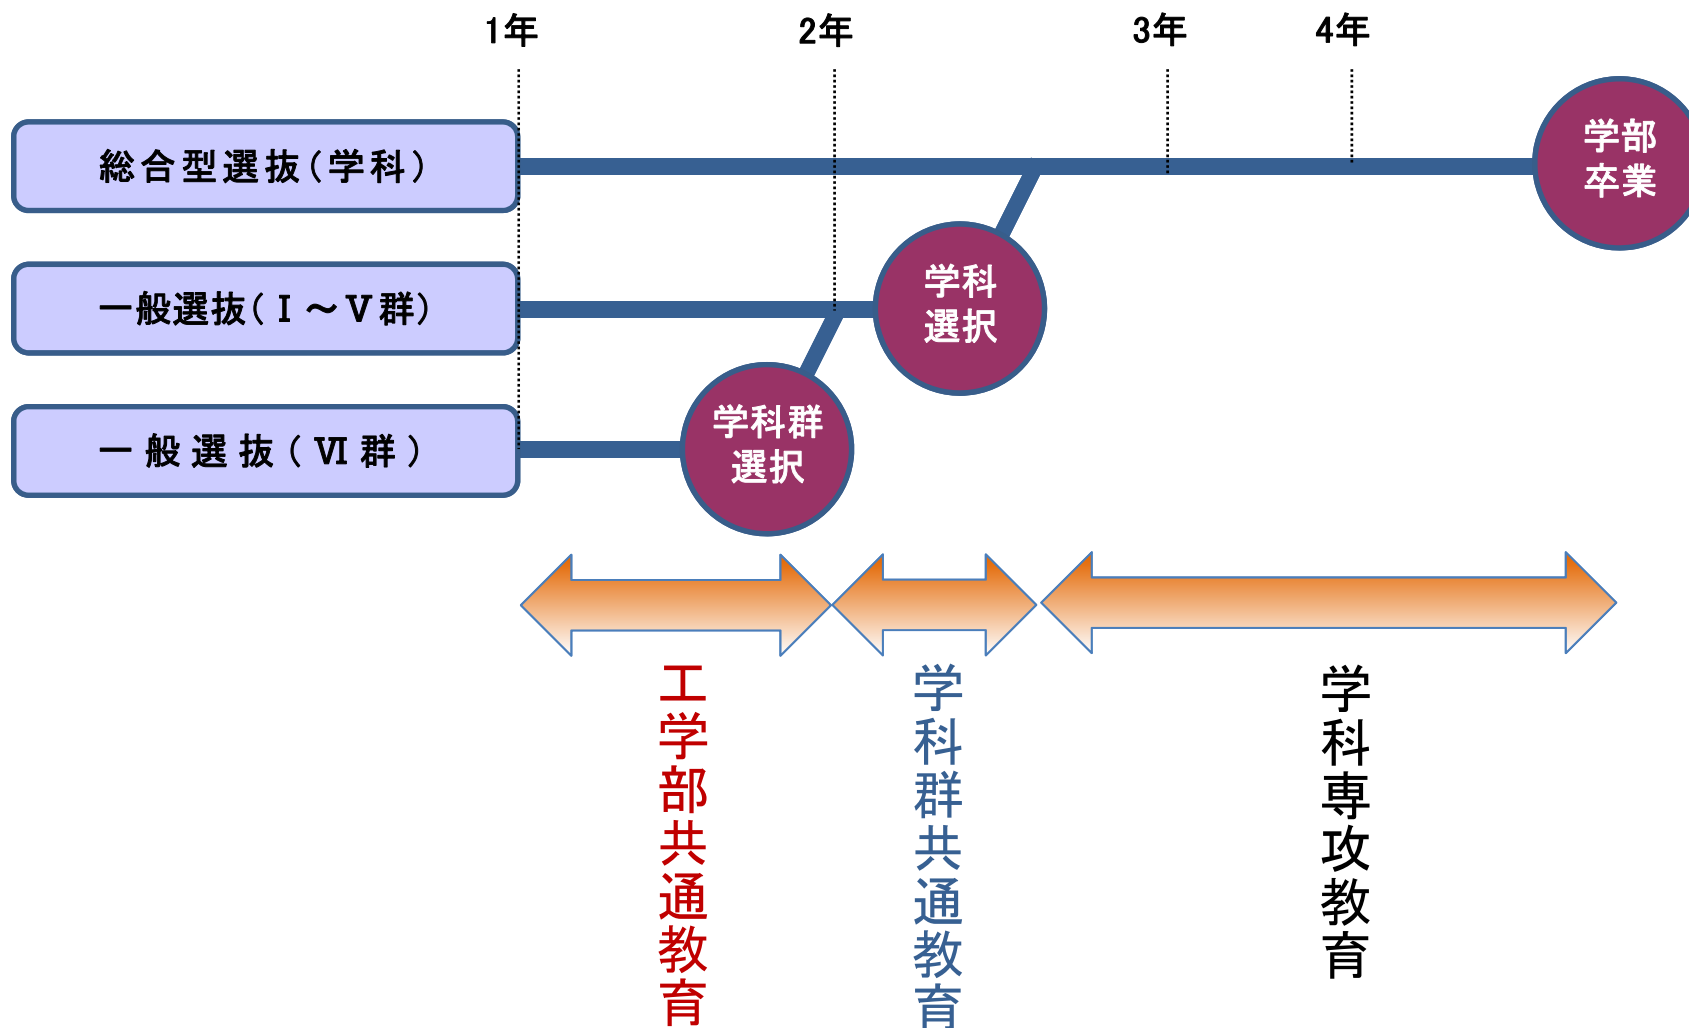 1年
2年
3年
4年
総合型選抜(学科)
学部
卒業
一般選抜(Ⅰ～Ⅴ群)
学科
選択
一般選抜(Ⅵ群)
学科群
選択
工学部共通教育
学科群共通教育
学科専攻教育